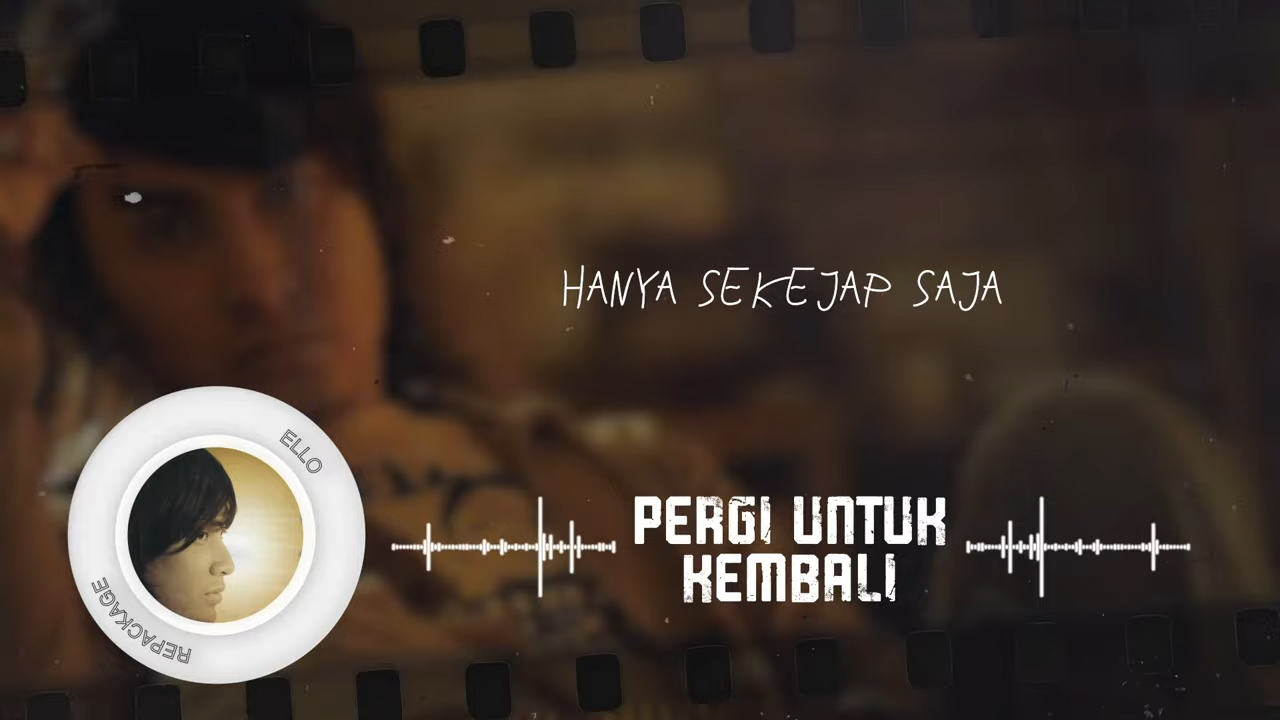 HANYA SEKEJAP SAJA
ELLO
PERGI UNTUK
KEMBALI
REPACKAGE